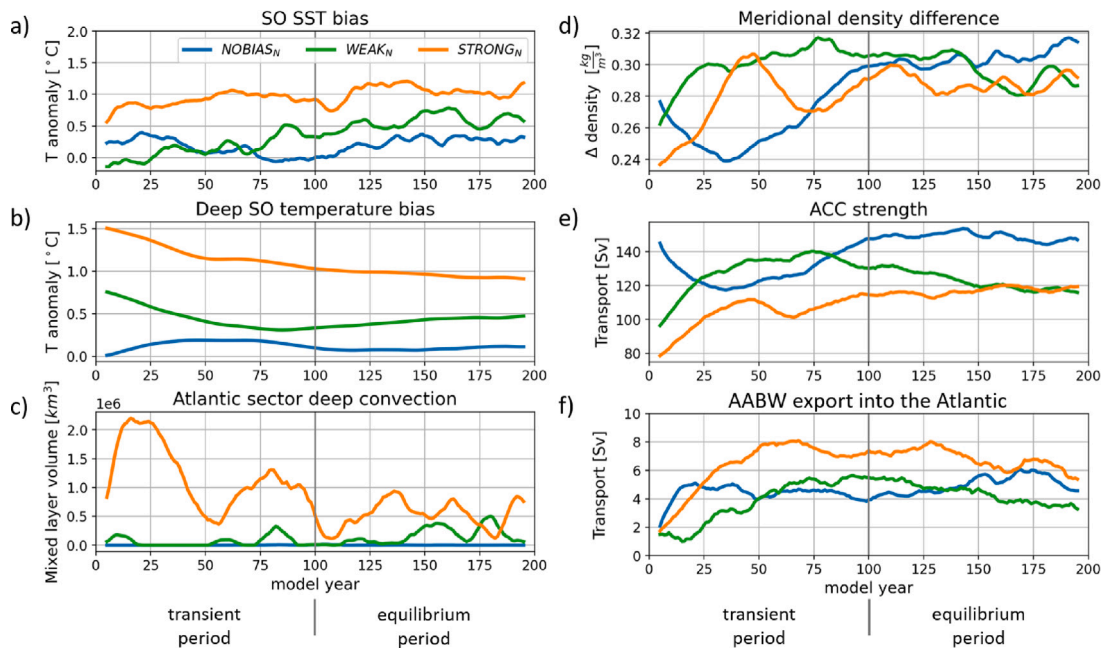 a)
SO SST bias
T anomaly [°C]
2.0
1.5
1.0
0.5
0.0
NOBIAS_N
WEAK_N
STRONG_N
0 25 50 75 100 125 150 175 200
b)
Deep SO temperature bias
T anomaly [°C]
1.5
1.0
0.5
0.0
0 25 50 75 100 125 150 175 200
c)
1e6
Atlantic sector deep convection
Mixed layer volume [km³]
2.0
1.5
1.0
0.5
0.0
0 25 50 75 100 125 150 175 200
model year
transient
period
equilibrium
period
d)
Meridional density difference
Δ density [kg/m³]
0.32
0.30
0.28
0.26
0.24
0 25 50 75 100 125 150 175 200
e)
ACC strength
Transport [Sv]
140
120
100
80
0 25 50 75 100 125 150 175 200
f)
AABW export into the Atlantic
Transport [Sv]
10
8
6
4
2
0
0 25 50 75 100 125 150 175 200
model year
transient
period
equilibrium
period